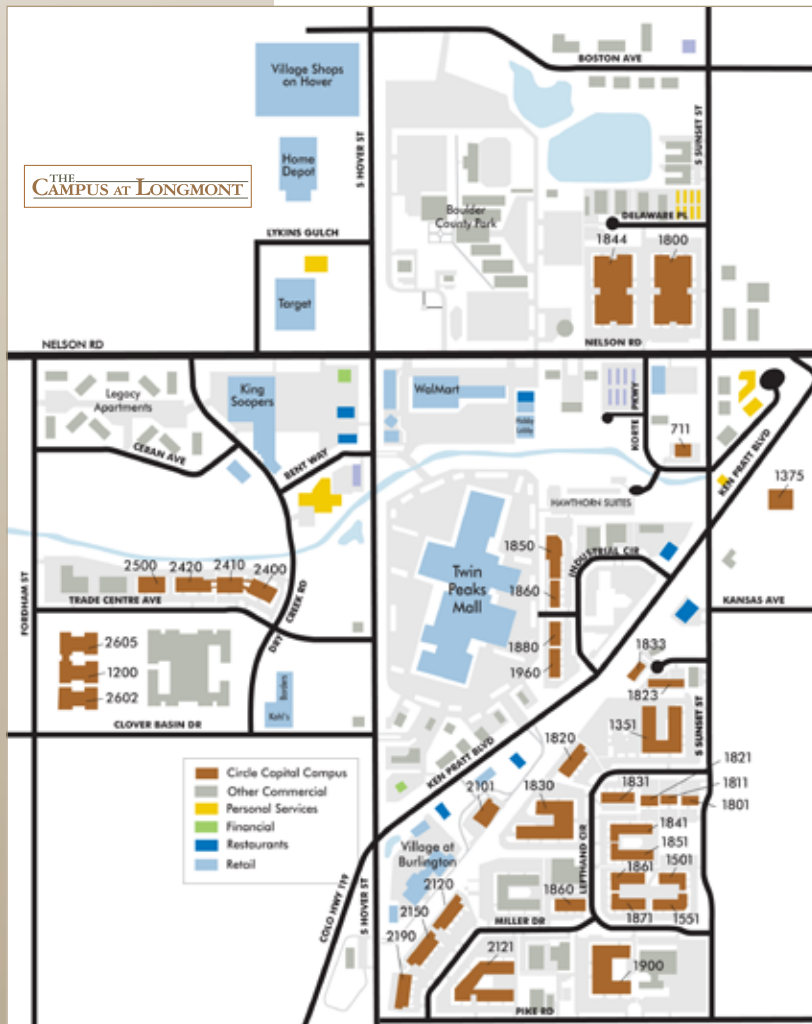 BOSTON AVE
Village Shops
on Hover
S HOVER ST
S SUNSET ST
Home
Depot
THE
CAMPUS AT LONGMONT
Boulder
County Park
DELAWARE PL
LYKINS GULCH
1844
1800
Target
NELSON RD
NELSON RD
Legacy
Apartments
King
Soopers
WalMart
Hobby
Lobby
KORTE PKWY
711
CERAN AVE
BENT WAY
KEN PRATT BLVD
1375
HAWTHORN SUITES
1850
INDUSTRIAL CIR
2500
2420
2410
2400
Twin
Peaks
Mall
1860
TRADE CENTRE AVE
KANSAS AVE
FORDHAM ST
DRY CREEK RD
2605
1880
1833
1200
1960
2602
1823
Borders
Kohl's
1351
S SUNSET ST
CLOVER BASIN DR
KEN PRATT BLVD
1820
1821
Circle Capital Campus
Other Commercial
Personal Services
Financial
Restaurants
Retail
2101
1830
1831
1811
1801
1841
1851
Village at
Burlington
LEFTHAND CIR
1861
1501
2120
1860
COLO HWY 119
S HOVER ST
2150
MILLER DR
1871
1551
2190
2121
1900
PIKE RD